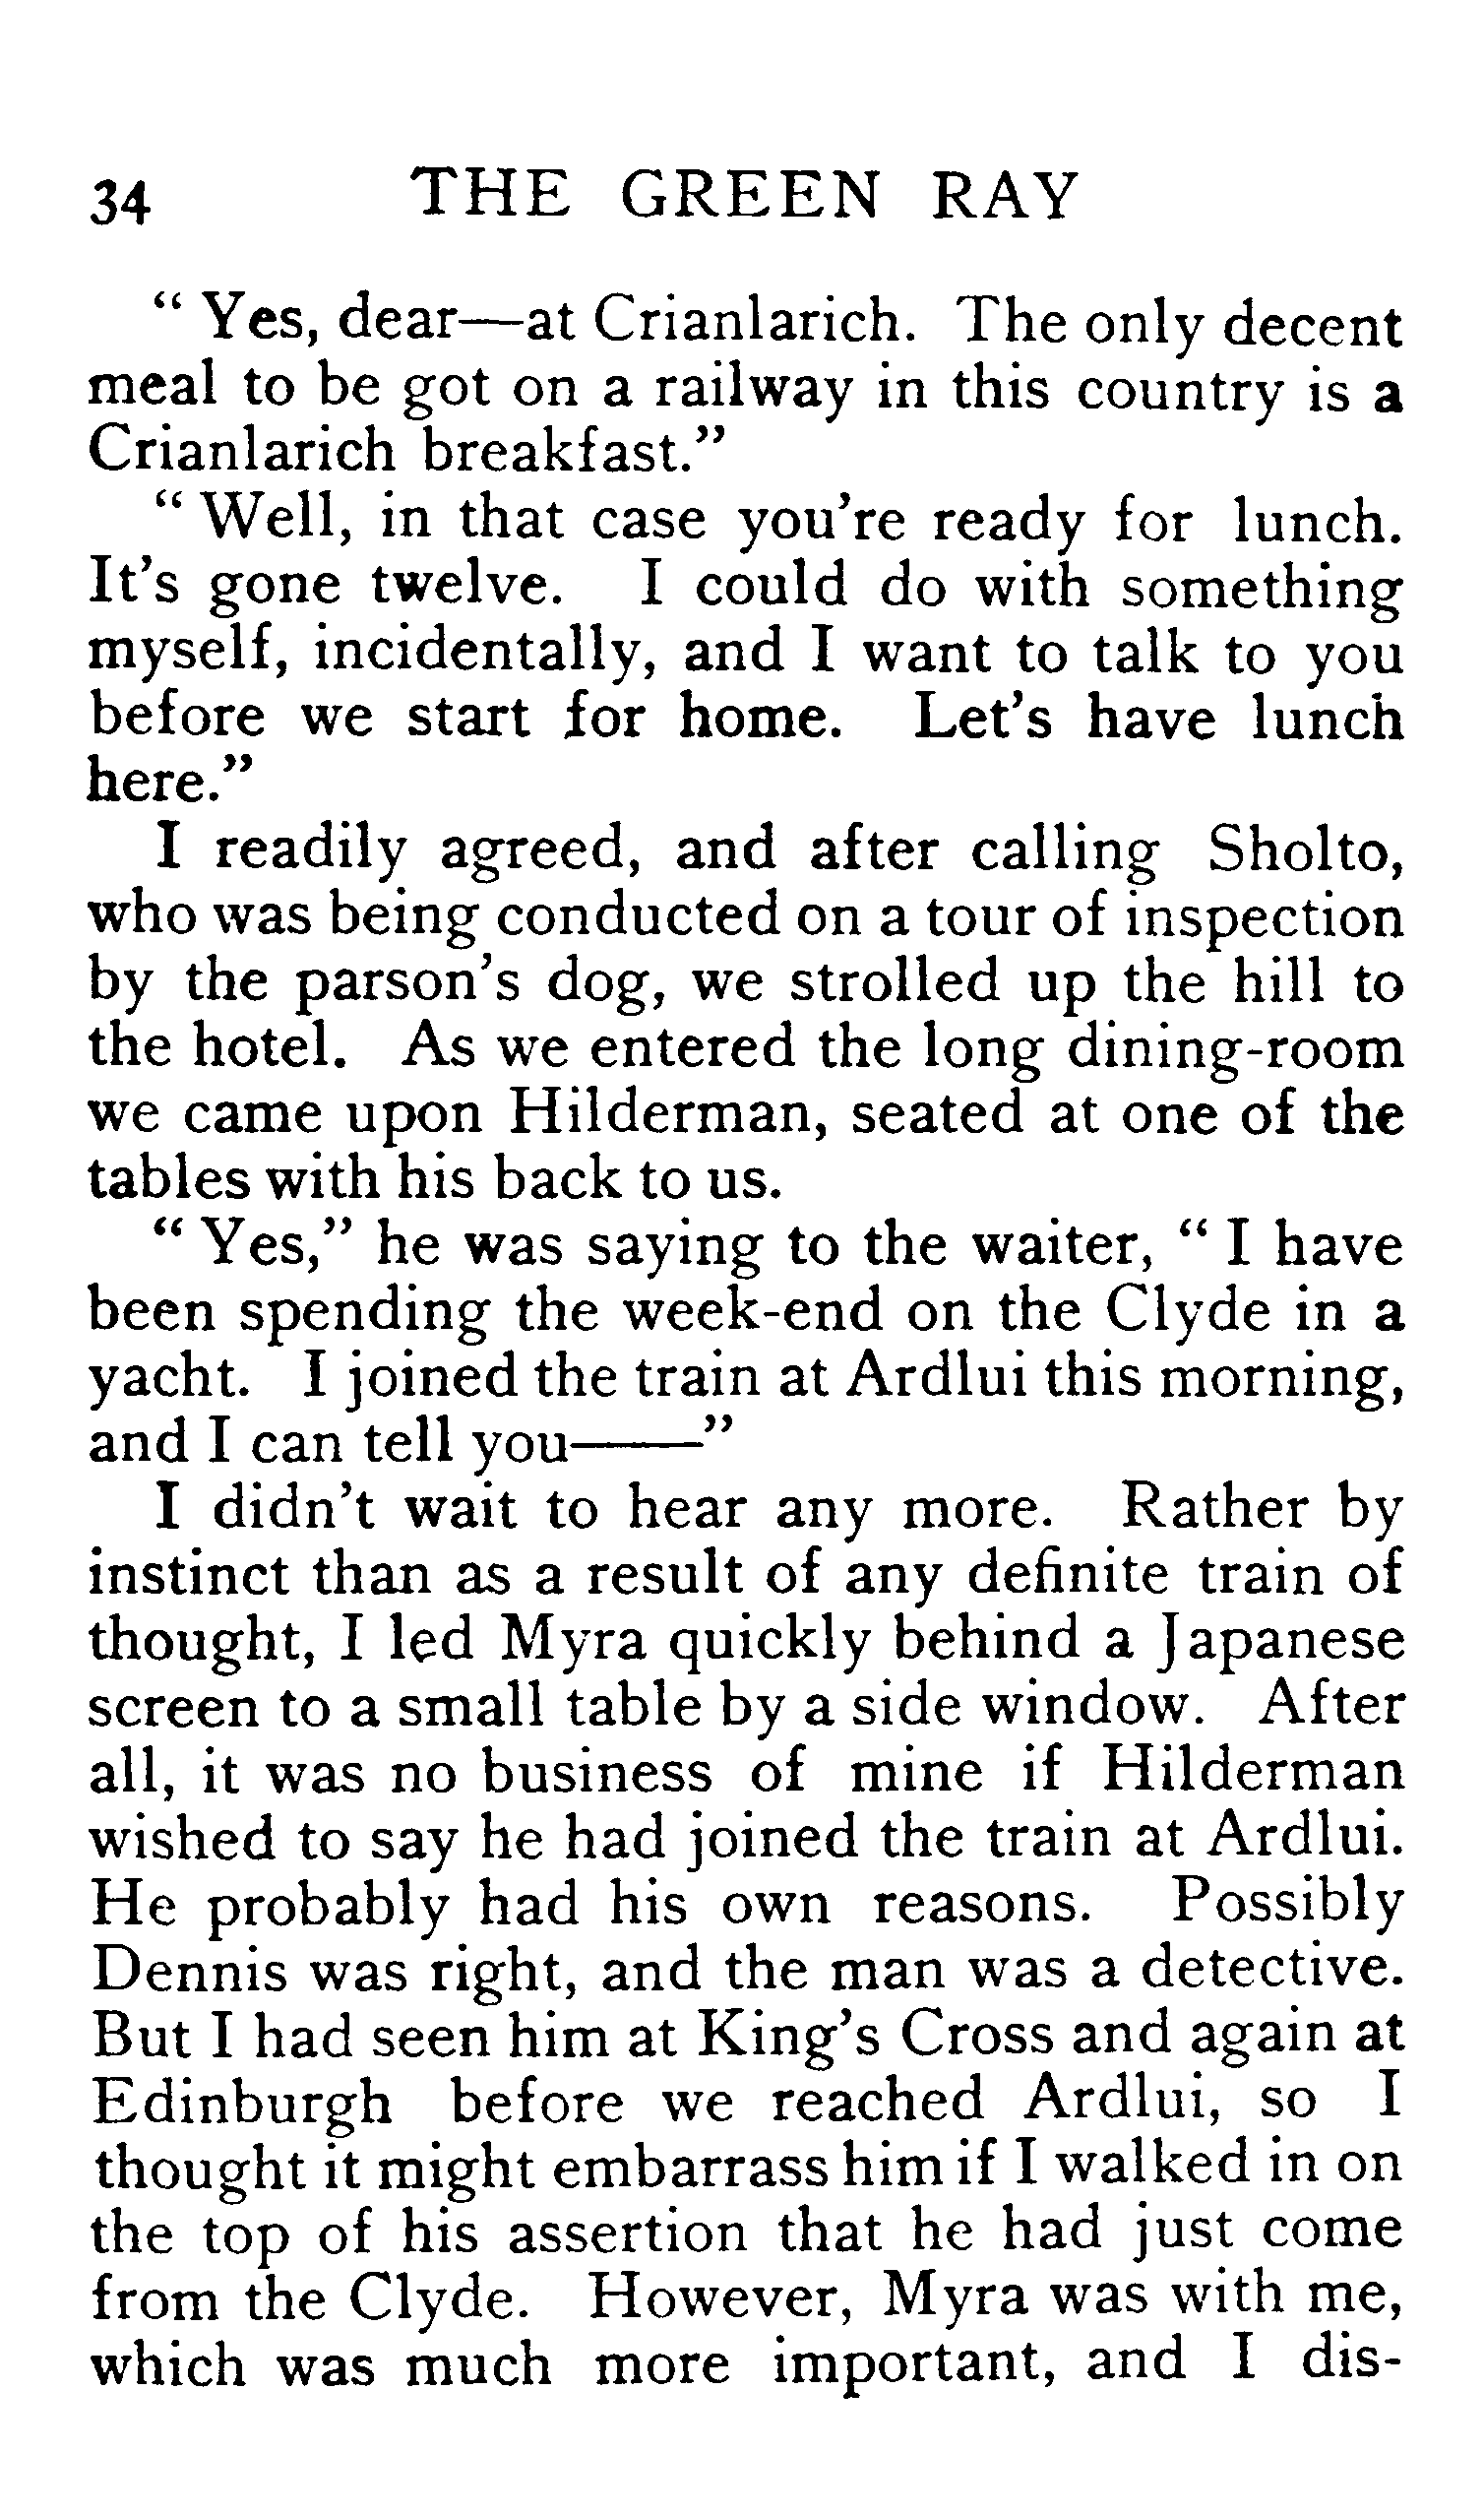 34 THE GREEN RAY
“ Yes, dear—at Crianlarich. The only decent
meal to be got on a railway in this country is a
Crianlarich breakfast.”
“ Well, in that case you're ready for lunch.
It's gone twelve. I could do with something
myself, incidentally, and I want to talk to you
before we start for home. Let's have lunch
here.”
I readily agreed, and after calling Sholto,
who was being conducted on a tour of inspection
by the parson's dog, we strolled up the hill to
the hotel. As we entered the long dining-room
we came upon Hilderman, seated at one of the
tables with his back to us.
“ Yes,” he was saying to the waiter, “ I have
been spending the week-end on the Clyde in a
yacht. I joined the train at Ardlui this morning,
and I can tell you——”
I didn't wait to hear any more. Rather by
instinct than as a result of any definite train of
thought, I led Myra quickly behind a Japanese
screen to a small table by a side window. After
all, it was no business of mine if Hilderman
wished to say he had joined the train at Ardlui.
He probably had his own reasons. Possibly
Dennis was right, and the man was a detective.
But I had seen him at King's Cross and again at
Edinburgh before we reached Ardlui, so I
thought it might embarrass him if I walked in on
the top of his assertion that he had just come
from the Clyde. However, Myra was with me,
which was much more important, and I dis-